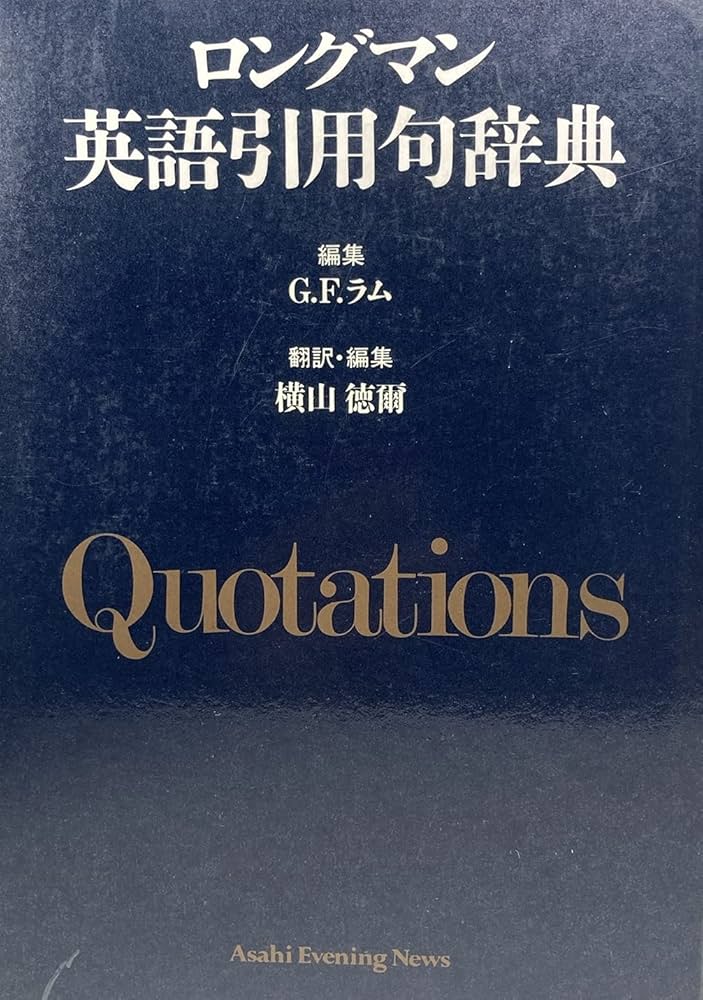 ロングマン
英語引用句辞典
編集
G.F.ラム
翻訳・編集
横山 徳爾
Quotations
Asahi Evening News